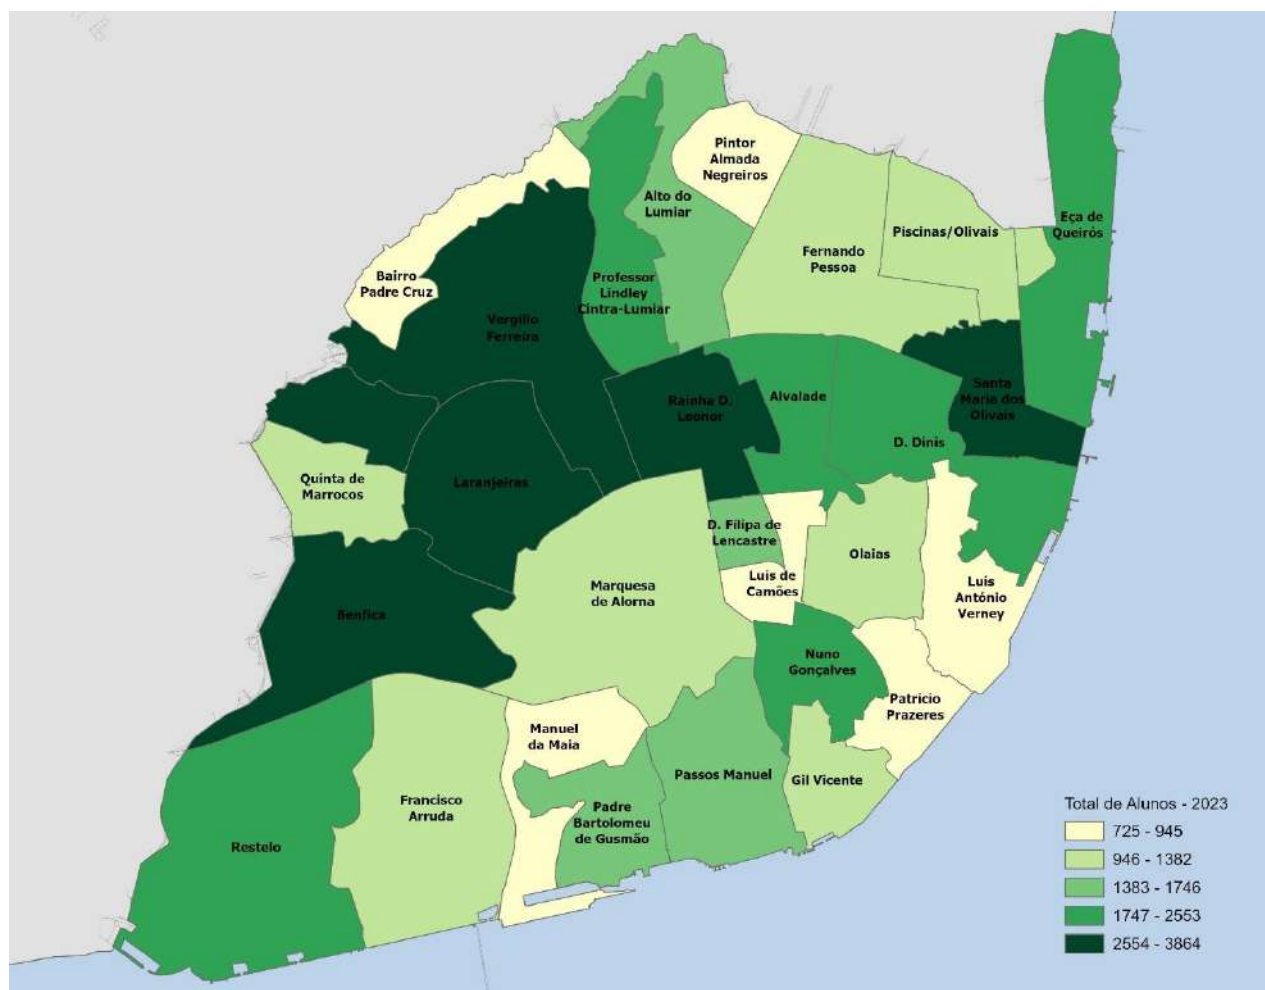 Pintor
Almada
Negreiros
Alto do
Lumiar
Eça de
Queirós
Piscinas/Olivais
Fernando
Pessoa
Bairro
Padre Cruz
Professor
Lindley
Cintra-Lumiar
Vergílio
Ferreira
Santa
Maria dos
Olivais
Rainha D.
Leonor
Alvalade
D. Dinis
Quinta de
Marrocos
Laranjeiras
D. Filipa de
Lencastre
Olaias
Luís de
Camões
Marquesa
de Alorna
Luís
António
Verney
Benfica
Nuno
Gonçalves
Patrício
Prazeres
Manuel
da Maia
Passos Manuel
Gil Vicente
Francisco
Arruda
Padre
Bartolomeu
de Gusmão
Restelo
Total de Alunos - 2023
725 - 945
946 - 1382
1383 - 1746
1747 - 2553
2554 - 3864